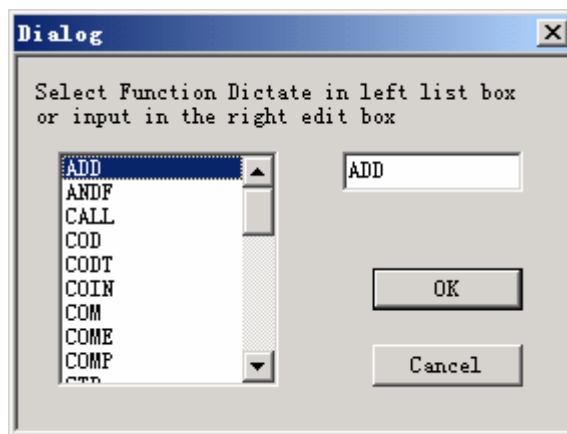 Dialog
Select Function Dictate in left list box
or input in the right edit box
ADD
ANDF
CALL
COD
CODT
COIN
COM
COME
COMP
ADD
OK
Cancel